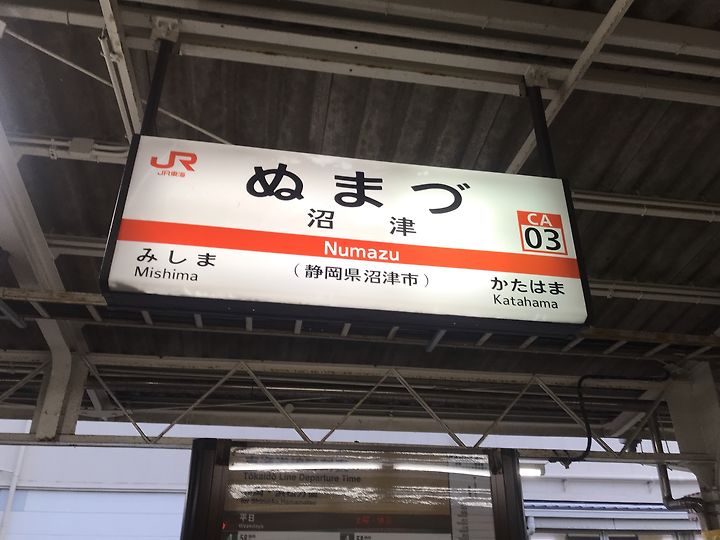 JR
JR東海
ぬまづ
沼津
CA
03
Numazu
みしま
Mishima
(静岡県沼津市)
かたはま
Katahama
Tokaido Line Departure Time
平日